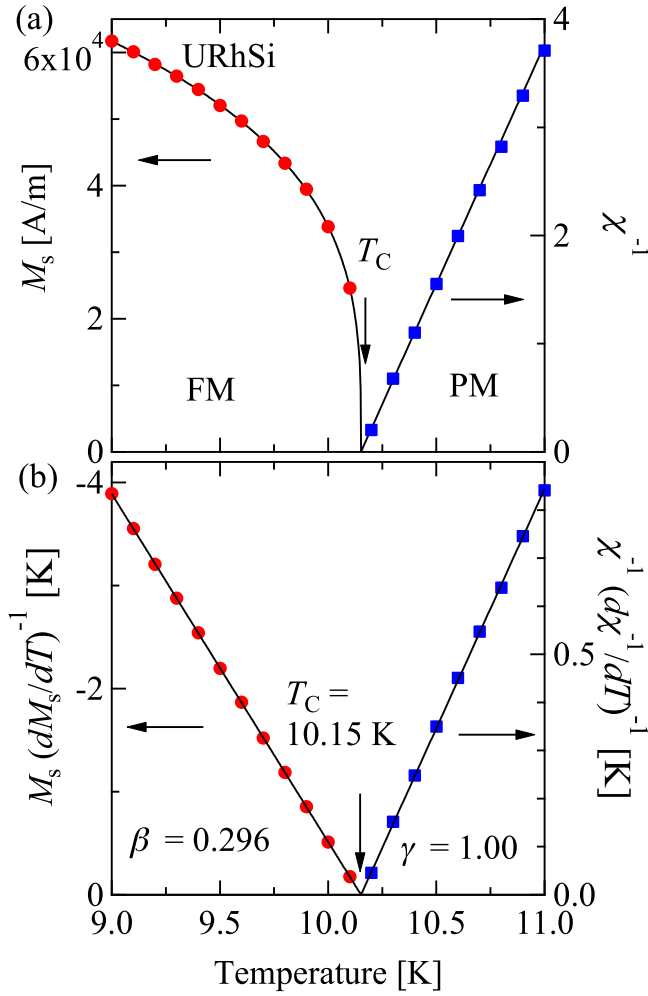 (a)
URhSi
6x10⁴
4
2
0
M_s [A/m]
T_C
FM
PM
4
2
0
χ⁻¹
(b)
-4
-2
0
M_s (dM_s/dT)⁻¹ [K]
T_C =
10.15 K
β = 0.296
γ = 1.00
0.5
0.0
χ⁻¹ (dχ⁻¹/dT)⁻¹ [K]
9.0 9.5 10.0 10.5 11.0
Temperature [K]